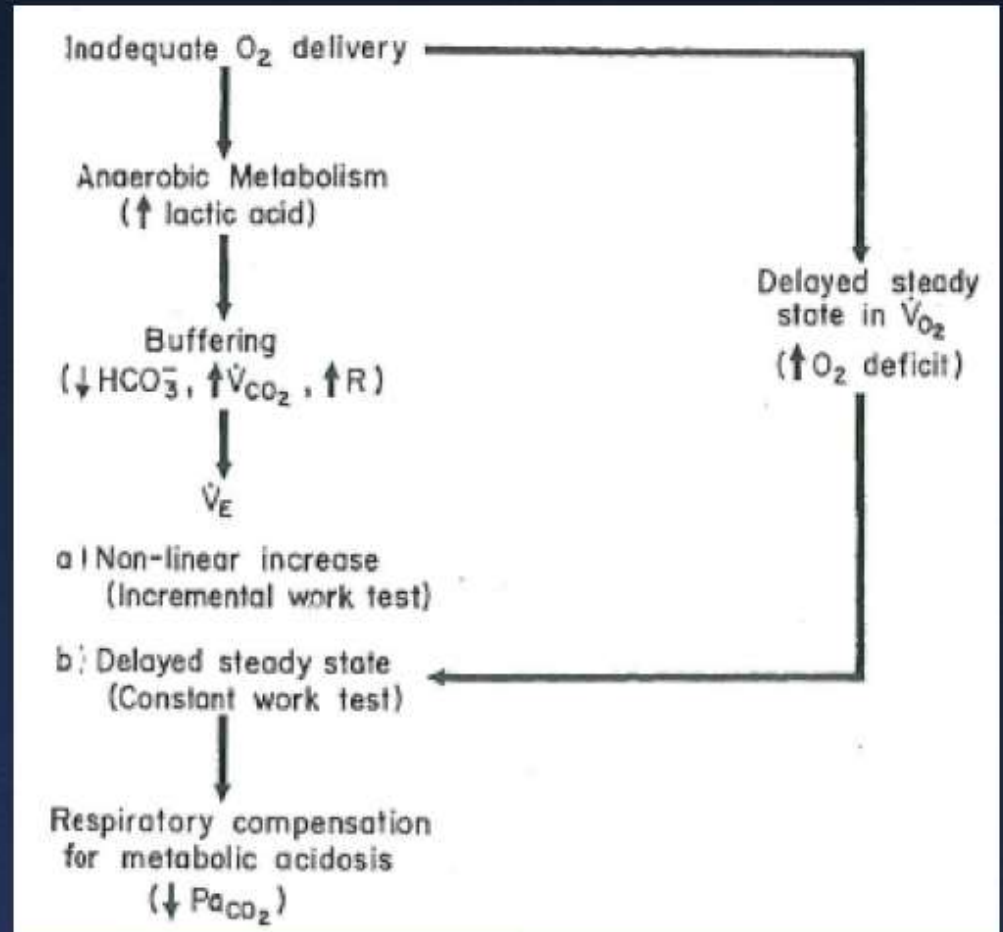 Inadequate O₂ delivery
Anaerobic Metabolism
(↑ lactic acid)
Buffering
(↓HCO₃⁻, ↑V̇CO₂, ↑R)
V̇E
a) Non-linear increase
(Incremental work test)
b) Delayed steady state
(Constant work test)
Respiratory compensation
for metabolic acidosis
(↓ PaCO₂)
Delayed steady
state in V̇O₂
(↑O₂ deficit)